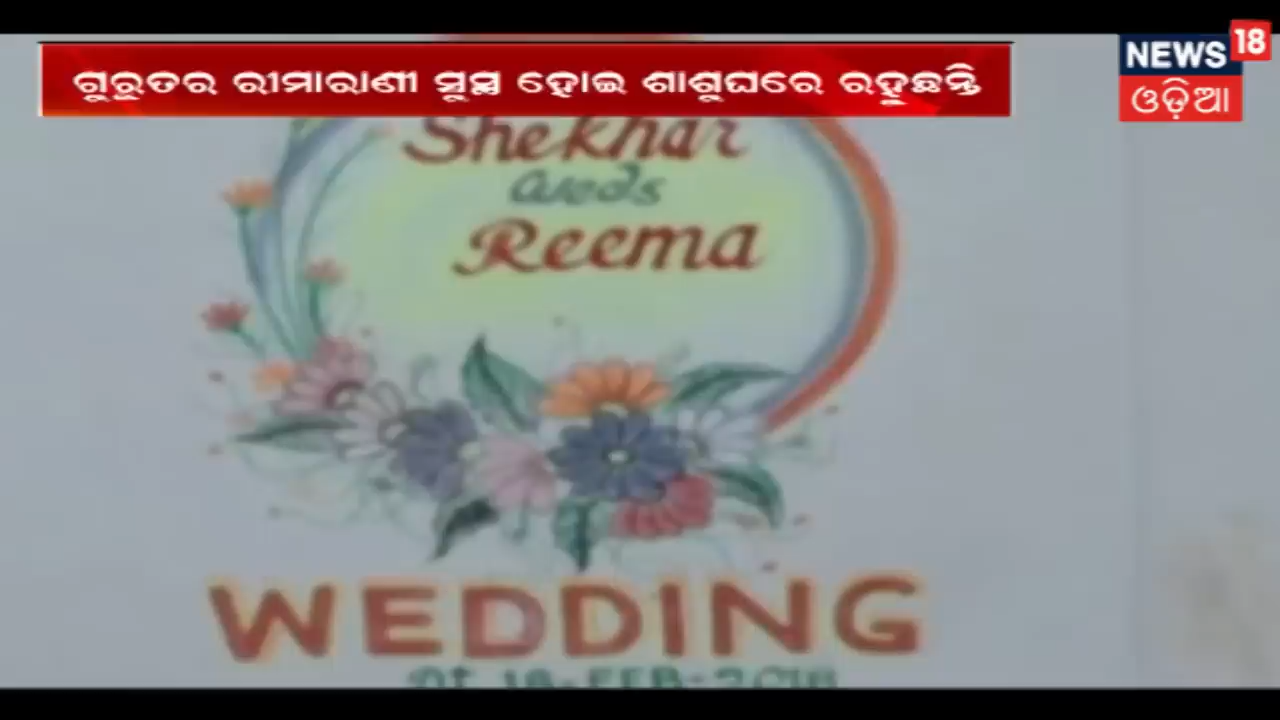 ଗୁରୁତର ରୀମାରାଣୀ ସୁସ୍ଥ ହୋଇ ଶାଶୁଘରେ ରହୁଛନ୍ତି
NEWS 18
ଓଡ଼ିଆ
Shekhar
weds
Reema
WEDDING